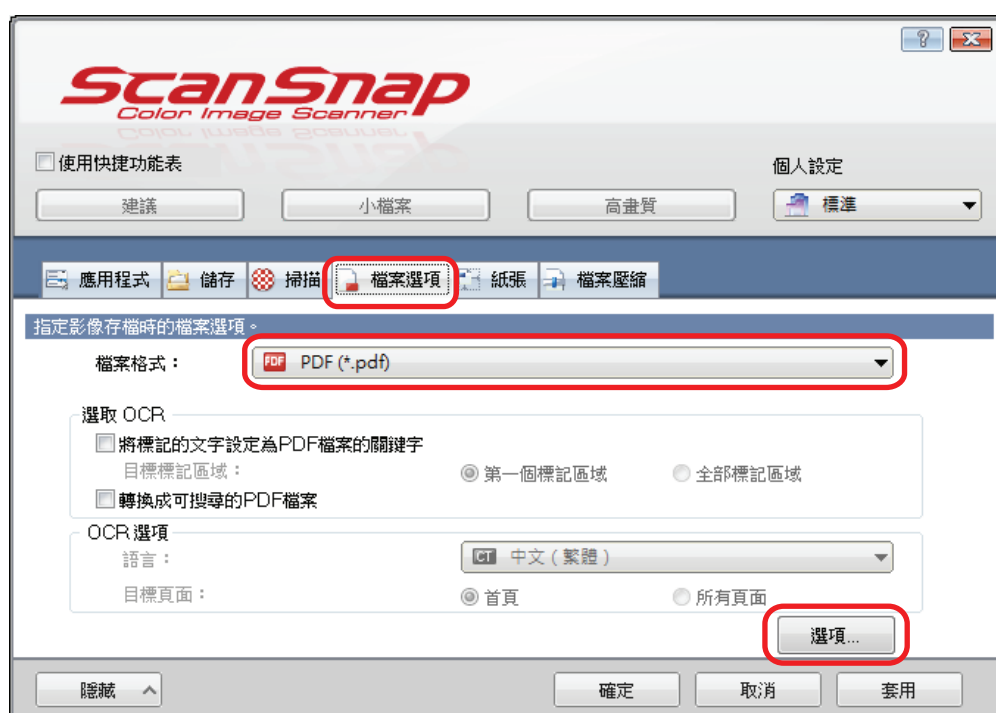 ScanSnap
Color Image Scanner
使用快捷功能表
個人設定
建議 小檔案 高畫質 標準
應用程式 儲存 掃描 檔案選項 紙張 檔案壓縮
指定影像存檔時的檔案選項。
檔案格式： PDF PDF (*.pdf)
選取 OCR
將標記的文字設定為PDF檔案的關鍵字
目標標記區域： 第一個標記區域 全部標記區域
轉換成可搜尋的PDF檔案
OCR 選項
語言： CT 中文 ( 繁體 )
目標頁面： 首頁 所有頁面
選項...
隱藏 確定 取消 套用